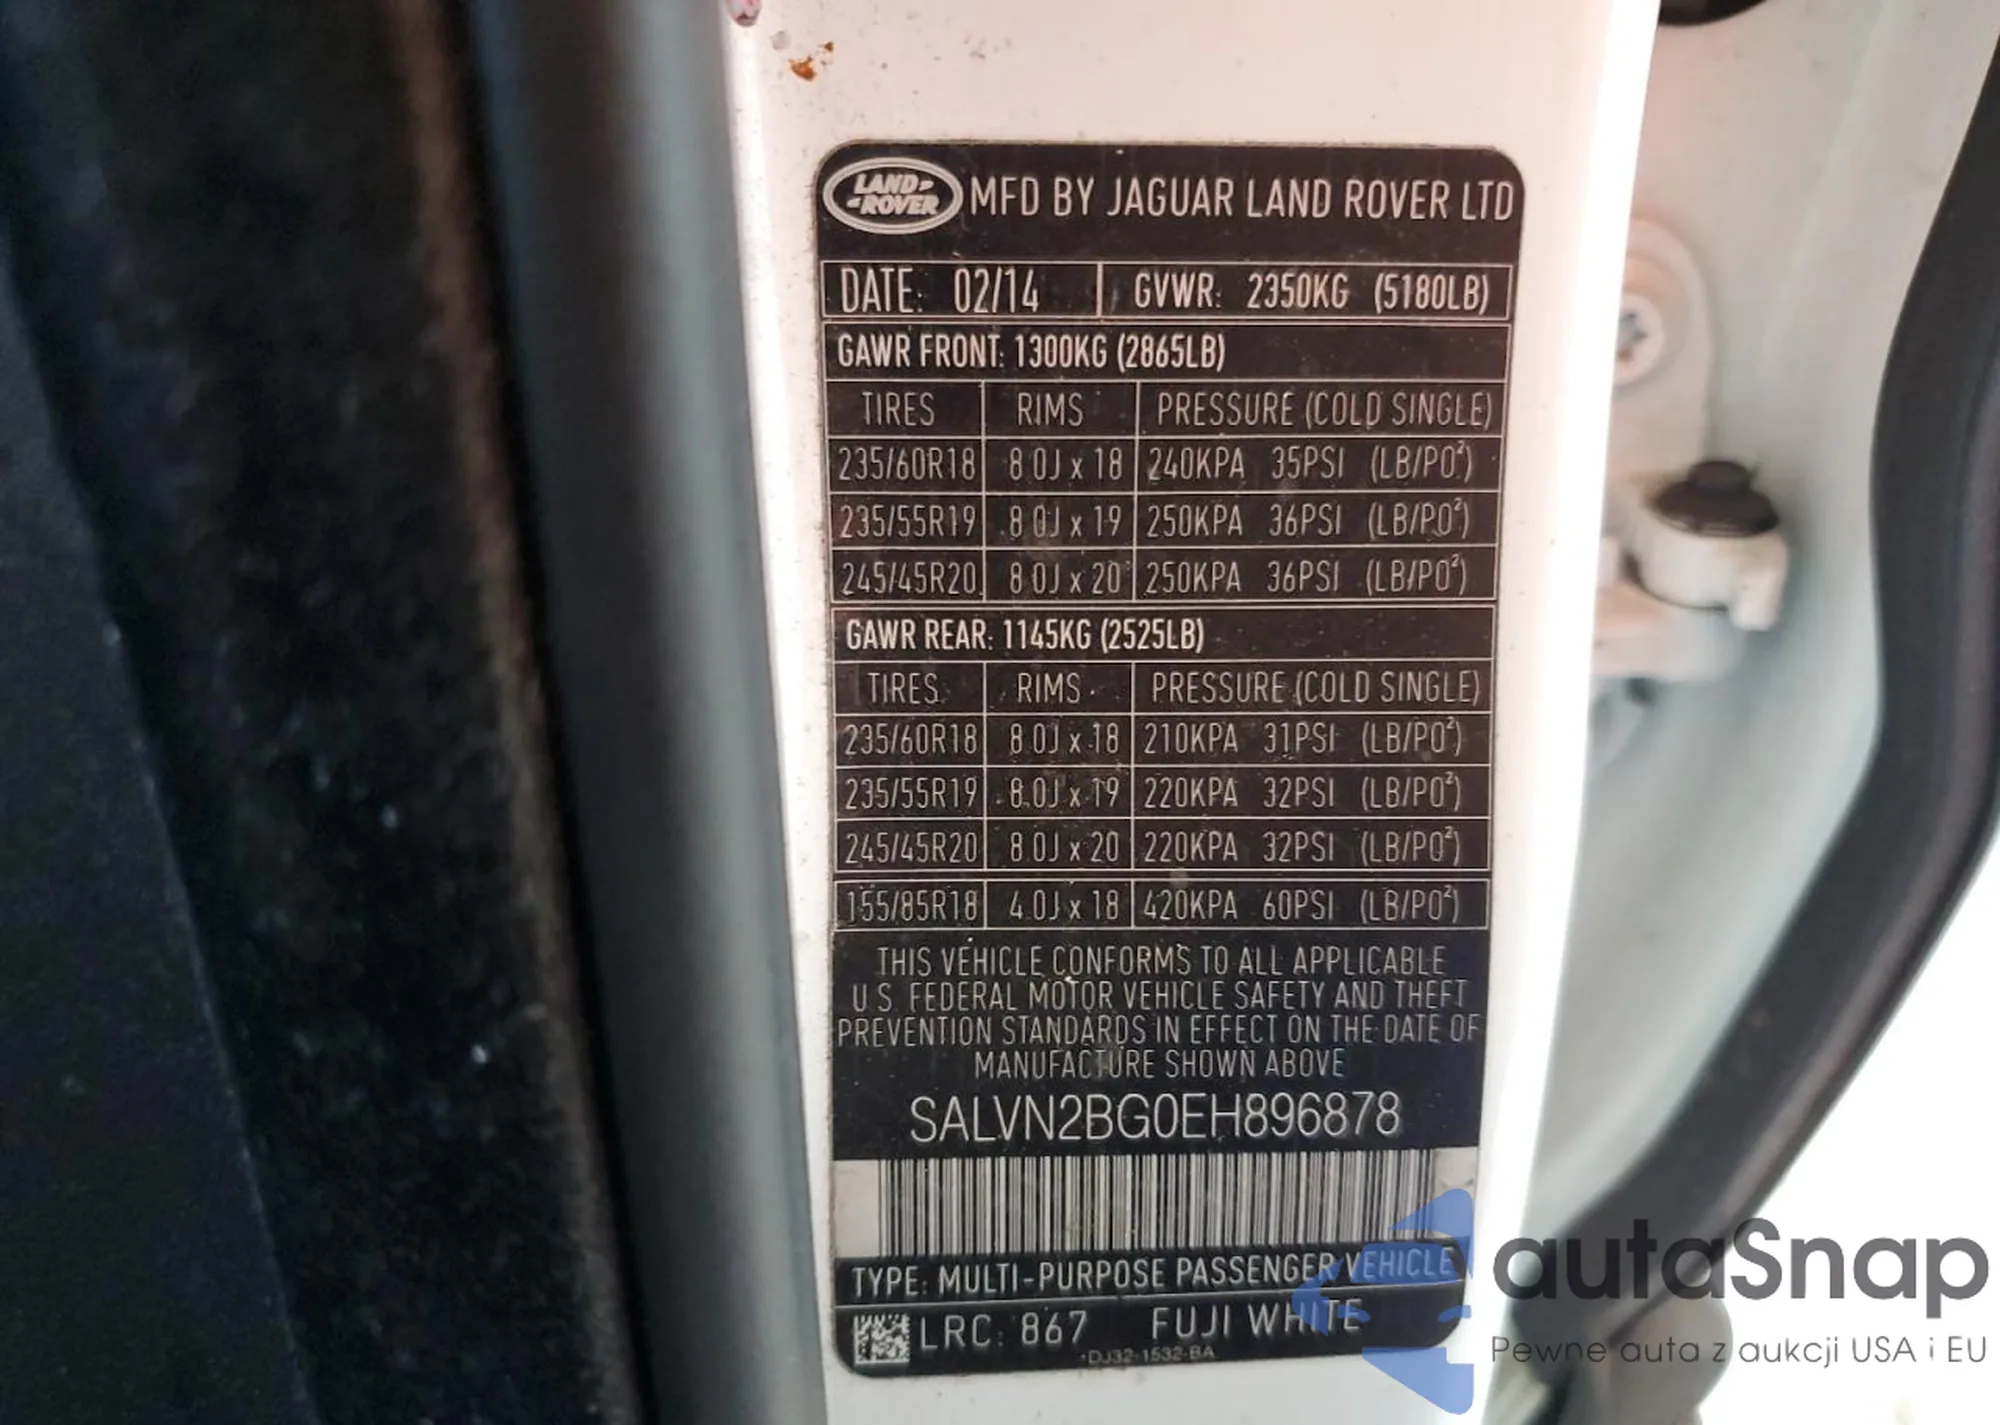 LAND ROVER MFD BY JAGUAR LAND ROVER LTD
DATE: 02/14 GVWR: 2350KG (5180LB)
GAWR FRONT: 1300KG (2865LB)
TIRES RIMS PRESSURE (COLD SINGLE)
235/60R18 8.0J x 18 240KPA 35PSI (LB/PO²)
235/55R19 8.0J x 19 250KPA 36PSI (LB/PO²)
245/45R20 8.0J x 20 250KPA 36PSI (LB/PO²)
GAWR REAR: 1145KG (2525LB)
TIRES RIMS PRESSURE (COLD SINGLE)
235/60R18 8.0J x 18 210KPA 31PSI (LB/PO²)
235/55R19 8.0J x 19 220KPA 32PSI (LB/PO²)
245/45R20 8.0J x 20 220KPA 32PSI (LB/PO²)
155/85R18 4.0J x 18 420KPA 60PSI (LB/PO²)
THIS VEHICLE CONFORMS TO ALL APPLICABLE
U.S. FEDERAL MOTOR VEHICLE SAFETY AND THEFT
PREVENTION STANDARDS IN EFFECT ON THE DATE OF
MANUFACTURE SHOWN ABOVE
SALVN2BG0EH896878
TYPE: MULTI-PURPOSE PASSENGER VEHICLE
LRC: 867 FUJI WHITE
DJ32-1532-BA
autaSnap
Pewne auta z aukcji USA i EU